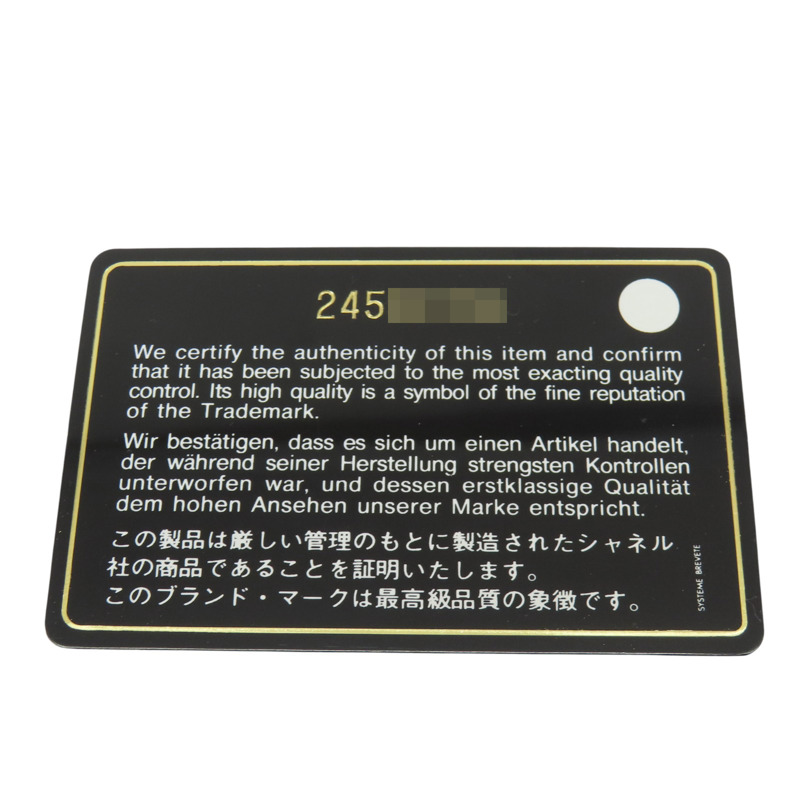 245
We certify the authenticity of this item and confirm
that it has been subjected to the most exacting quality
control. Its high quality is a symbol of the fine reputation
of the Trademark.
Wir bestätigen, dass es sich um einen Artikel handelt,
der während seiner Herstellung strengsten Kontrollen
unterworfen war, und dessen erstklassige Qualität
dem hohen Ansehen unserer Marke entspricht.
この製品は厳しい管理のもとに製造されたシャネル
社の商品であることを証明いたします。
このブランド・マークは最高級品質の象徴です。
SYSTEME BREVETE